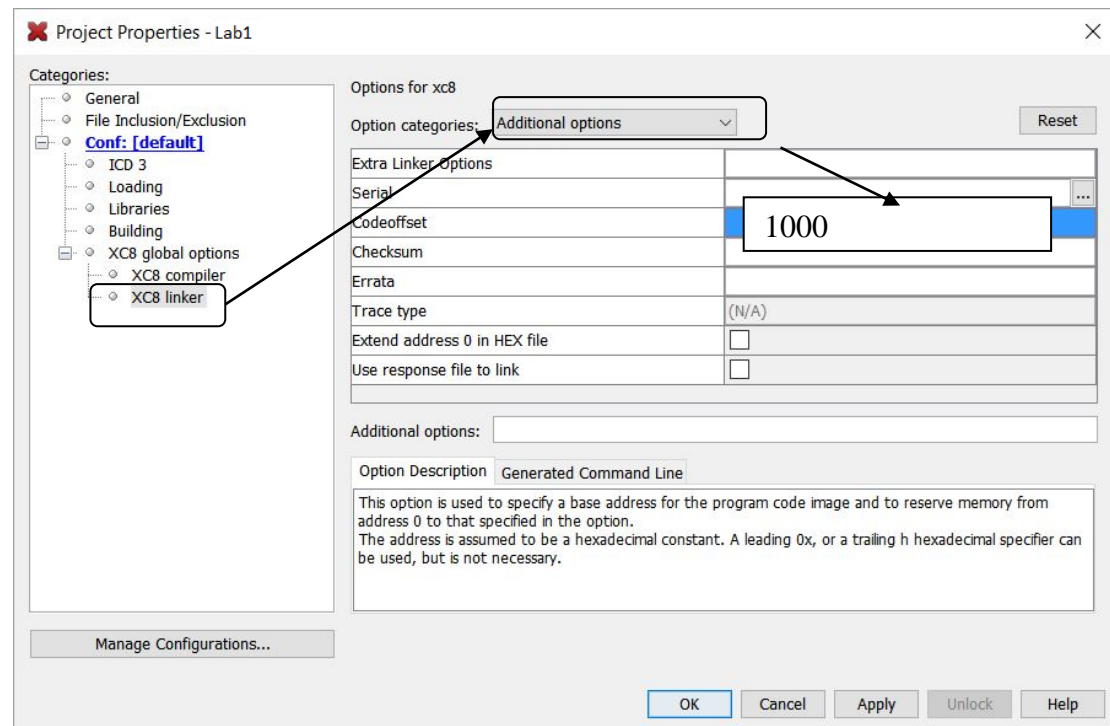 Project Properties - Lab1
Categories:
General
File Inclusion/Exclusion
Conf: [default]
ICD 3
Loading
Libraries
Building
XC8 global options
XC8 compiler
XC8 linker
Manage Configurations...
Options for xc8
Option categories: Additional options
Reset
Extra Linker Options
Serial ...
Codeoffset 1000
Checksum
Errata
Trace type (N/A)
Extend address 0 in HEX file
Use response file to link
Additional options:
Option Description Generated Command Line
This option is used to specify a base address for the program code image and to reserve memory from
address 0 to that specified in the option.
The address is assumed to be a hexadecimal constant. A leading 0x, or a trailing h hexadecimal specifier can
be used, but is not necessary.
OK Cancel Apply Unlock Help